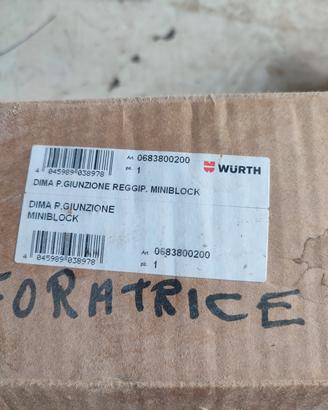 4 045989 038978
Art. 0683800200
pz. 1
WÜRTH
DIMA P.GIUNZIONE REGGIP. MINIBLOCK
DIMA P.GIUNZIONE
MINIBLOCK
4 045989 038978
Art. 0683800200
pz. 1
FORATRICE